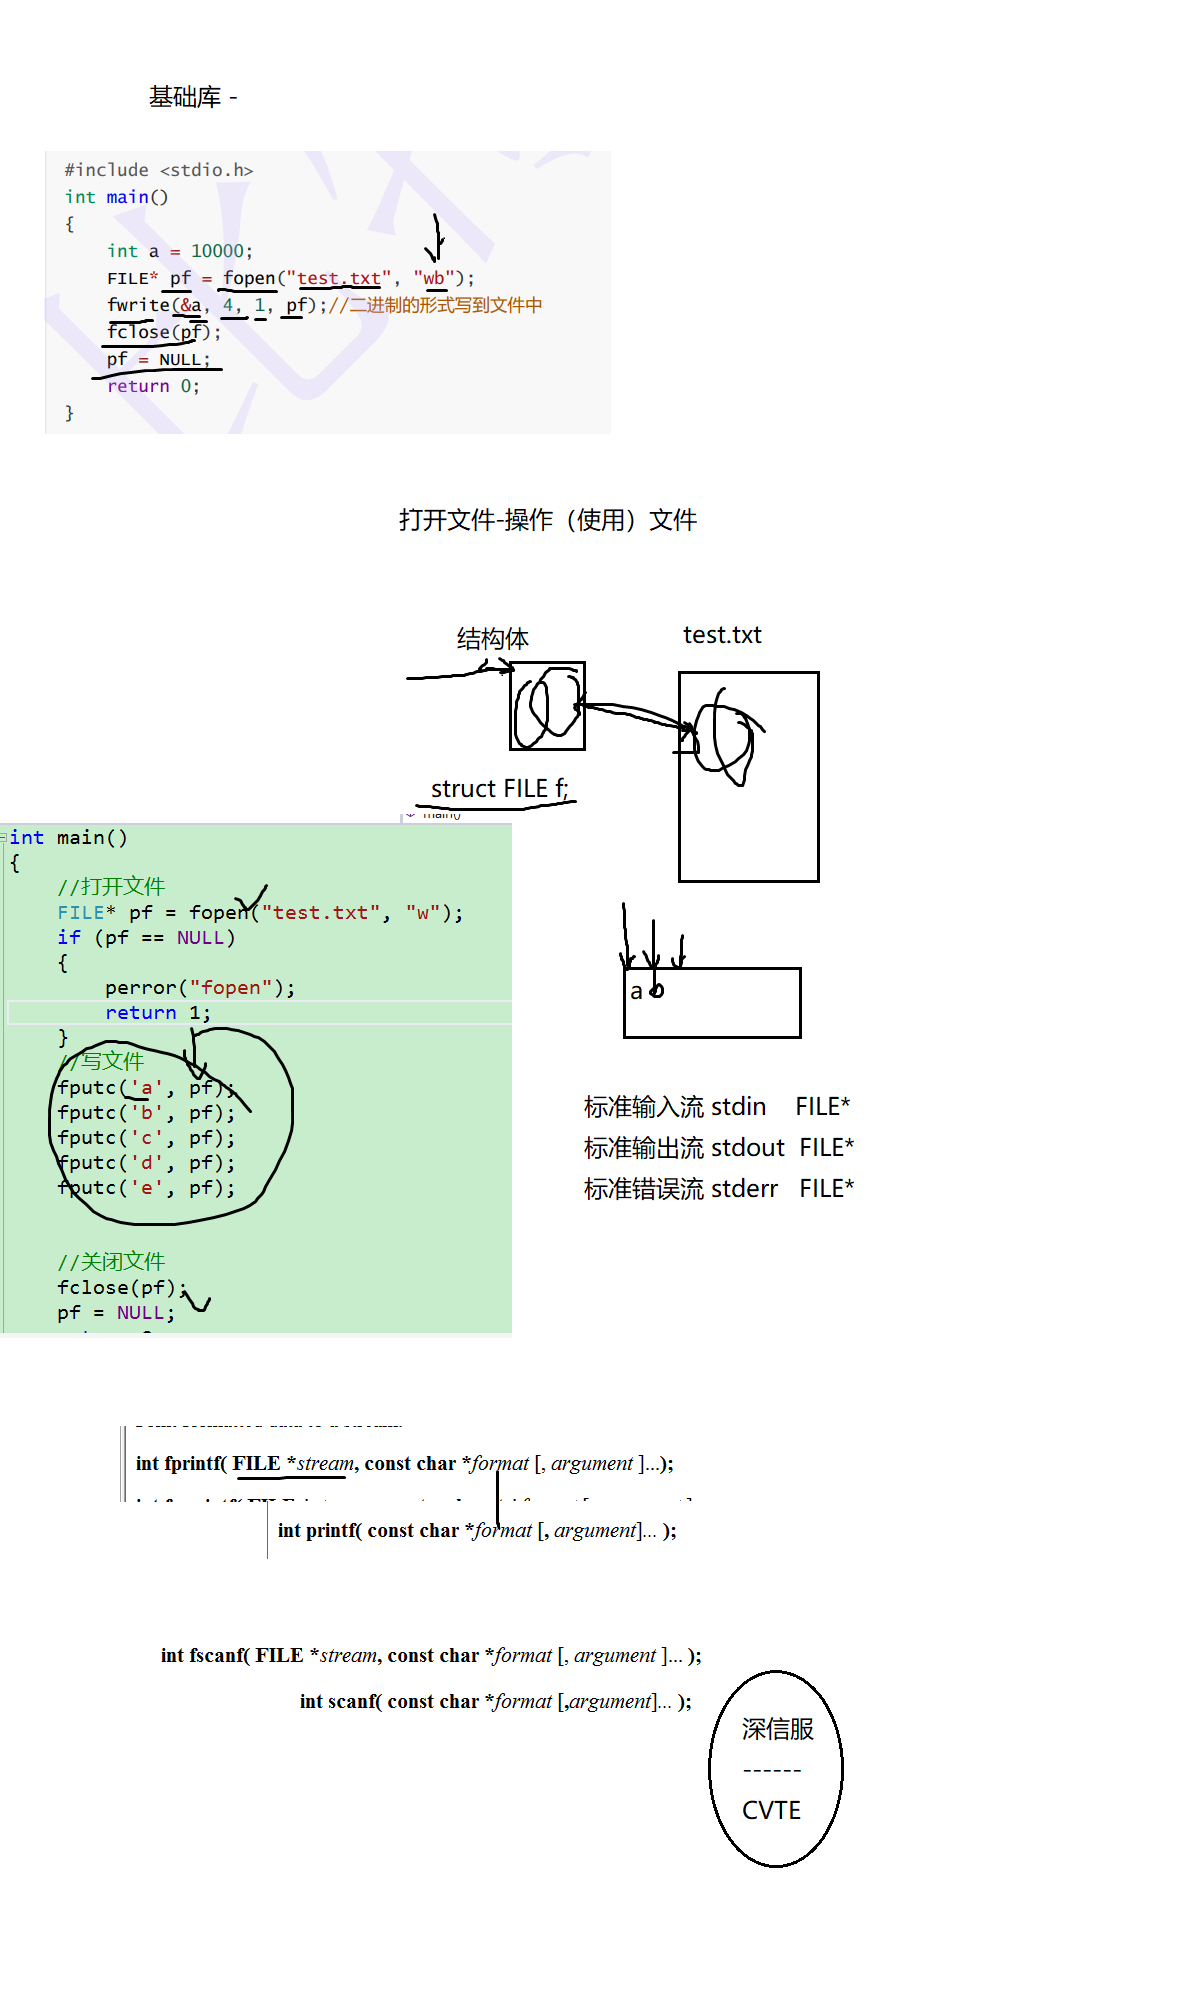 基础库 -
#include <stdio.h>
int main()
{
    int a = 10000;
    FILE* pf = fopen("test.txt", "wb");
    fwrite(&a, 4, 1, pf);//二进制的形式写到文件中
    fclose(pf);
    pf = NULL;
    return 0;
}
打开文件-操作（使用）文件
结构体
test.txt
struct FILE f;
main()
int main()
{
    //打开文件
    FILE* pf = fopen("test.txt", "w");
    if (pf == NULL)
    {
        perror("fopen");
        return 1;
    }
    //写文件
    fputc('a', pf);
    fputc('b', pf);
    fputc('c', pf);
    fputc('d', pf);
    fputc('e', pf);
    //关闭文件
    fclose(pf);
    pf = NULL;
a
标准输入流 stdin FILE*
标准输出流 stdout FILE*
标准错误流 stderr FILE*
int fprintf( FILE *stream, const char *format [, argument ]...);
int printf( const char *format [, argument]... );
int fscanf( FILE *stream, const char *format [, argument ]... );
int scanf( const char *format [,argument]... );
深信服
------
CVTE